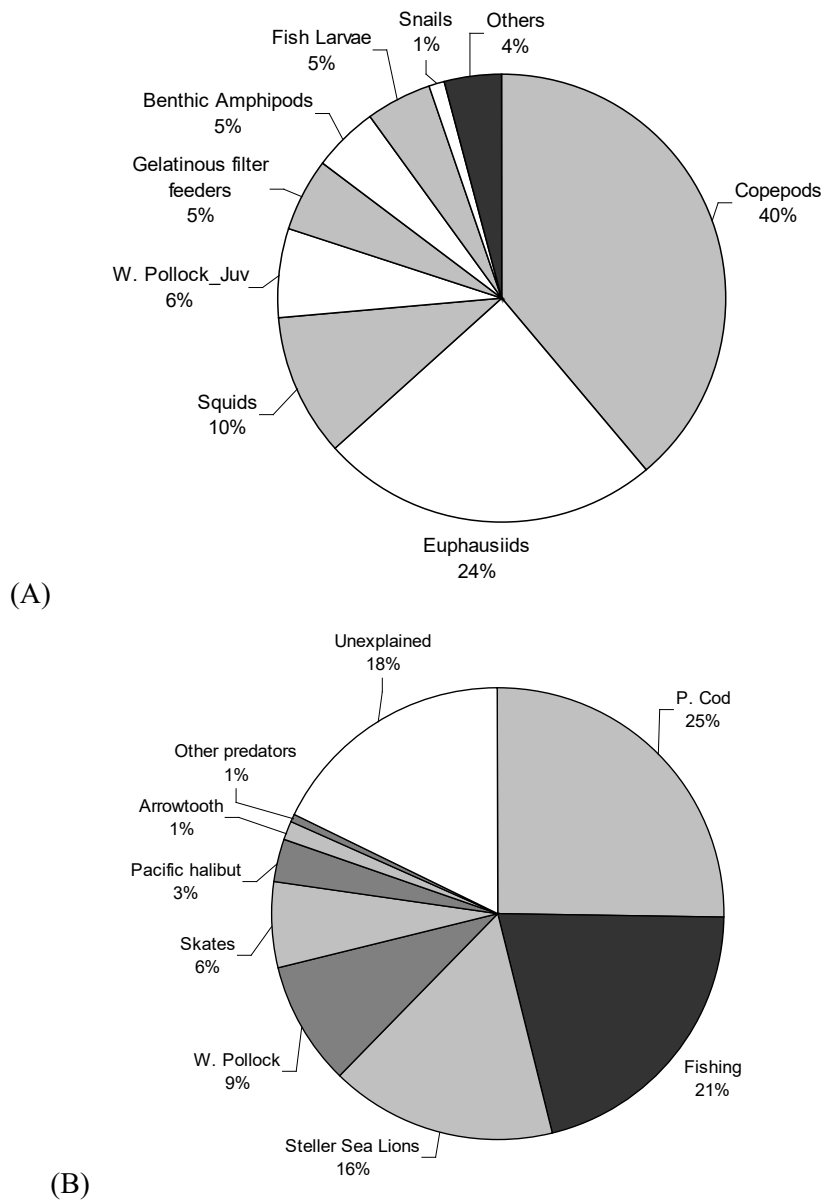 Snails
1%
Others
4%
Fish Larvae
5%
Benthic Amphipods
5%
Gelatinous filter
feeders
5%
Copepods
40%
W. Pollock_Juv
6%
Squids
10%
Euphausiids
24%
(A)
Unexplained
18%
P. Cod
25%
Other predators
1%
Arrowtooth
1%
Pacific halibut
3%
Skates
6%
W. Pollock
9%
Fishing
21%
Steller Sea Lions
16%
(B)